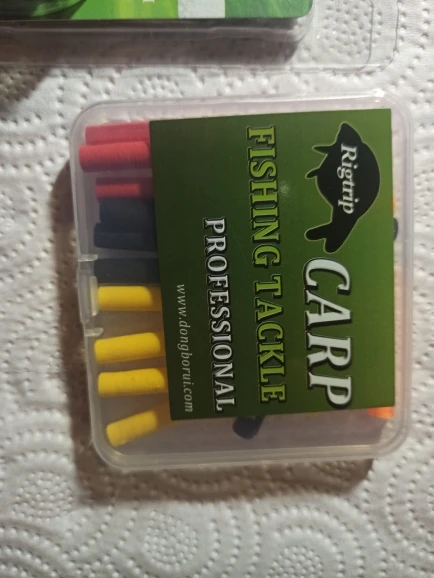 Rigtrip
CARP
FISHING TACKLE
PROFESSIONAL
www.dongborui.com